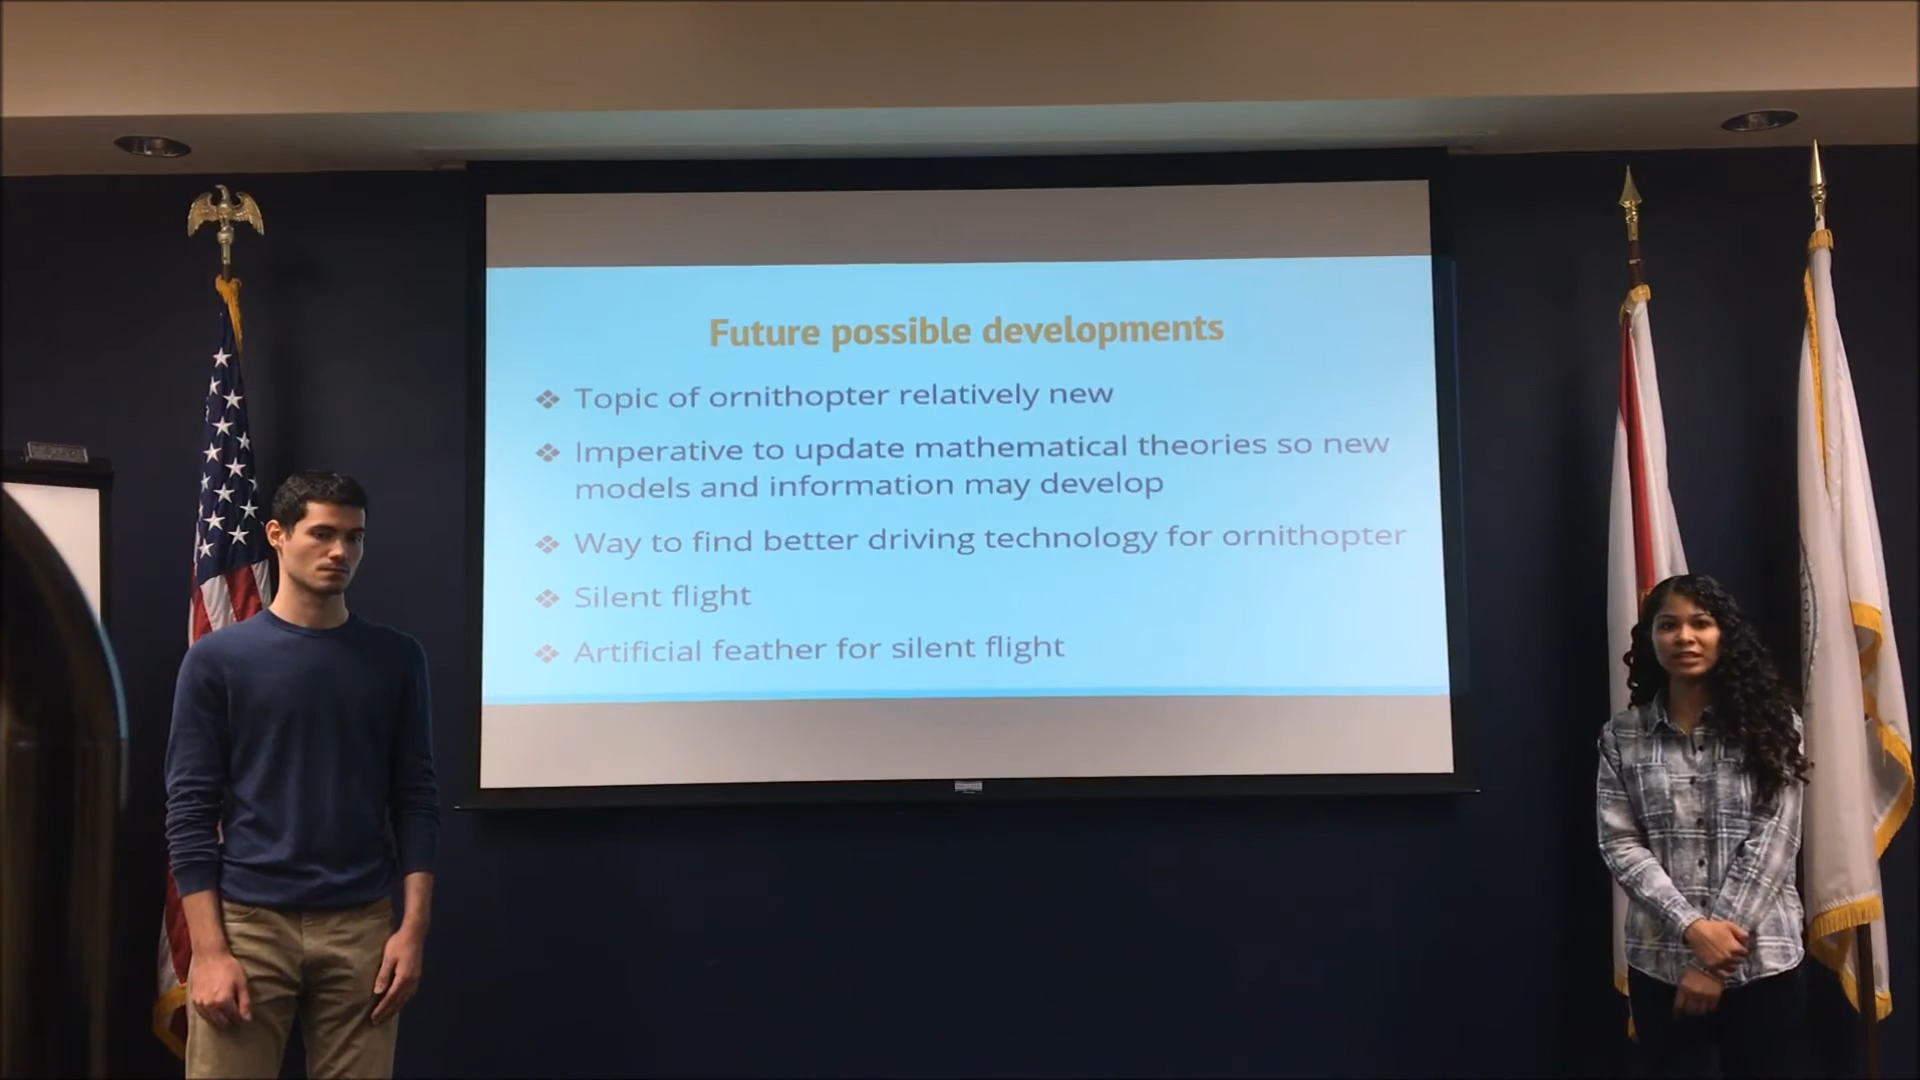 Future possible developments
❖ Topic of ornithopter relatively new
❖ Imperative to update mathematical theories so new
models and information may develop
❖ Way to find better driving technology for ornithopter
❖ Silent flight
❖ Artificial feather for silent flight